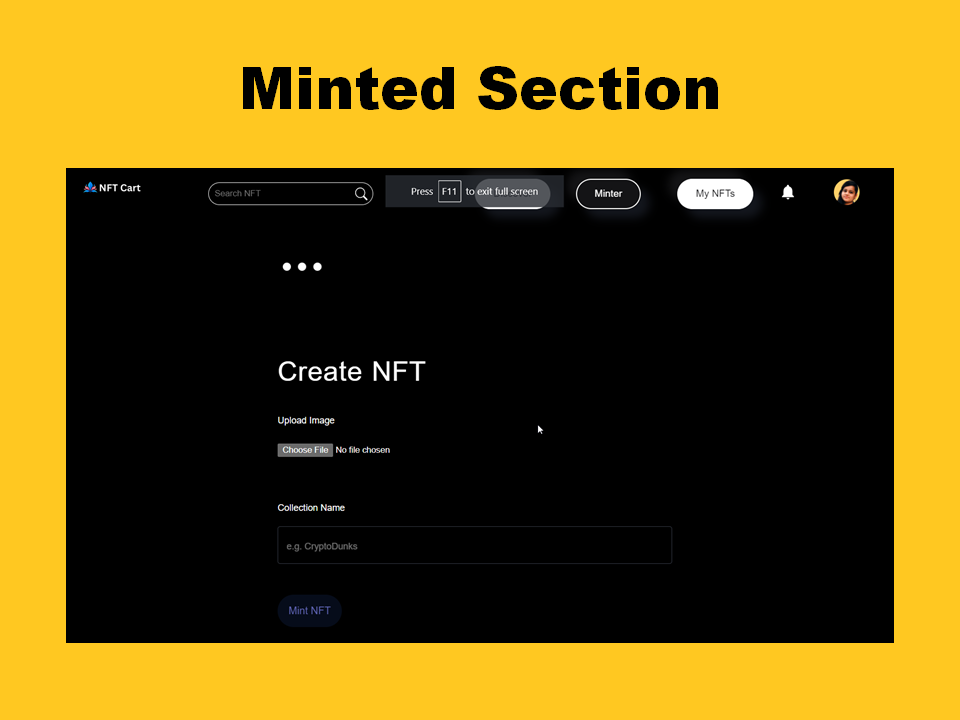 Minted Section
NFT Cart
Search NFT
Press F11 to exit full screen
Minter
My NFTs
Create NFT
Upload Image
Choose File No file chosen
Collection Name
e.g. CryptoDunks
Mint NFT